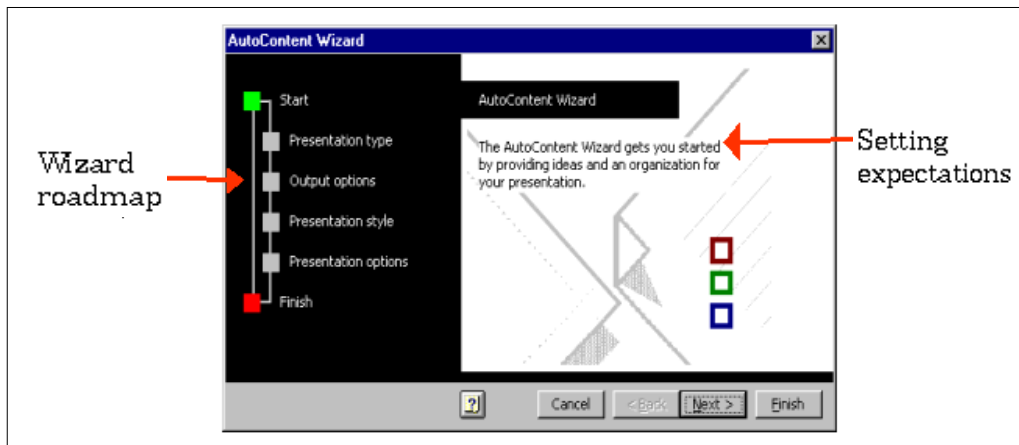 AutoContent Wizard
Start
Presentation type
Output options
Presentation style
Presentation options
Finish
AutoContent Wizard
The AutoContent Wizard gets you started
by providing ideas and an organization for
your presentation.
Wizard
roadmap
Setting
expectations
?
Cancel
< Back
Next >
Finish